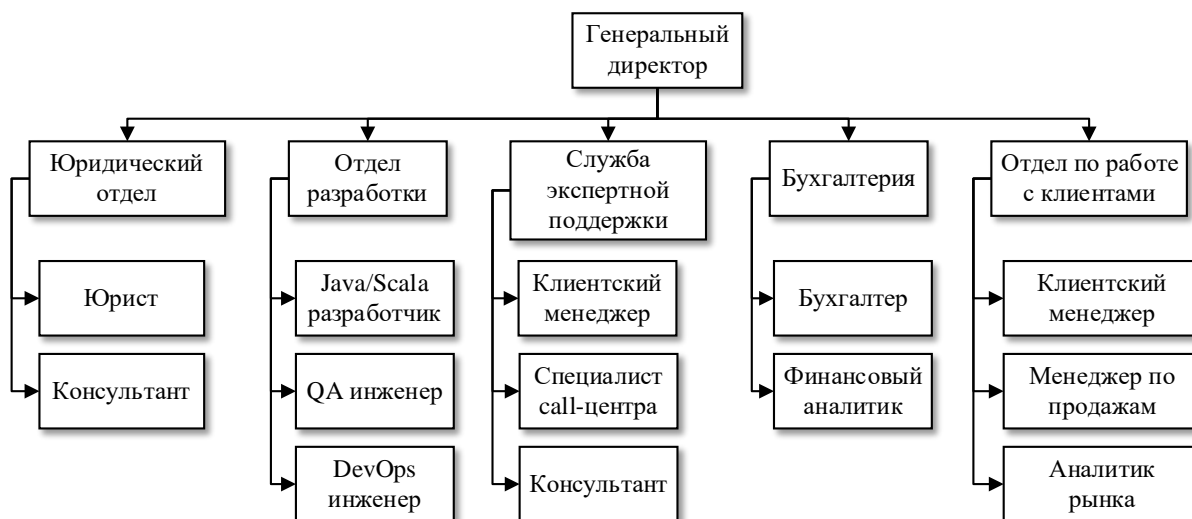 Генеральный
директор
Юридический
отдел
Отдел
разработки
Служба
экспертной
поддержки
Бухгалтерия
Отдел по работе
с клиентами
Юрист
Java/Scala
разработчик
Клиентский
менеджер
Бухгалтер
Клиентский
менеджер
Консультант
QA инженер
Специалист
call-центра
Финансовый
аналитик
Менеджер по
продажам
DevOps
инженер
Консультант
Аналитик
рынка